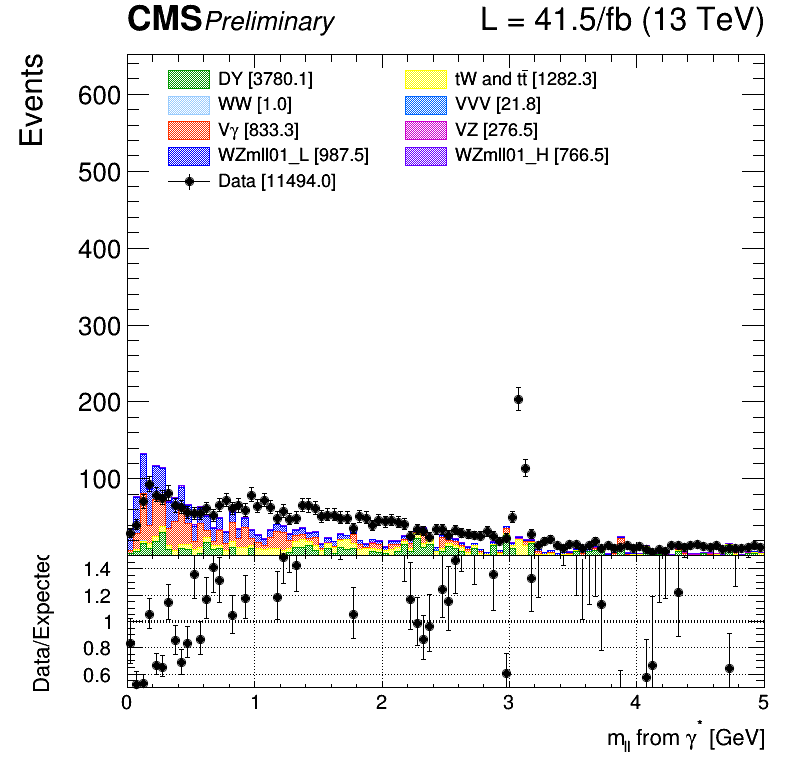 CMS Preliminary L = 41.5/fb (13 TeV)
Events
600
500
400
300
200
100
DY [3780.1] tW and tt̄ [1282.3]
WW [1.0] VVV [21.8]
Vγ [833.3] VZ [276.5]
WZmll01_L [987.5] WZmll01_H [766.5]
Data [11494.0]
Data/Expected
1.4
1.2
1
0.8
0.6
0 1 2 3 4 5
m_ll from γ* [GeV]